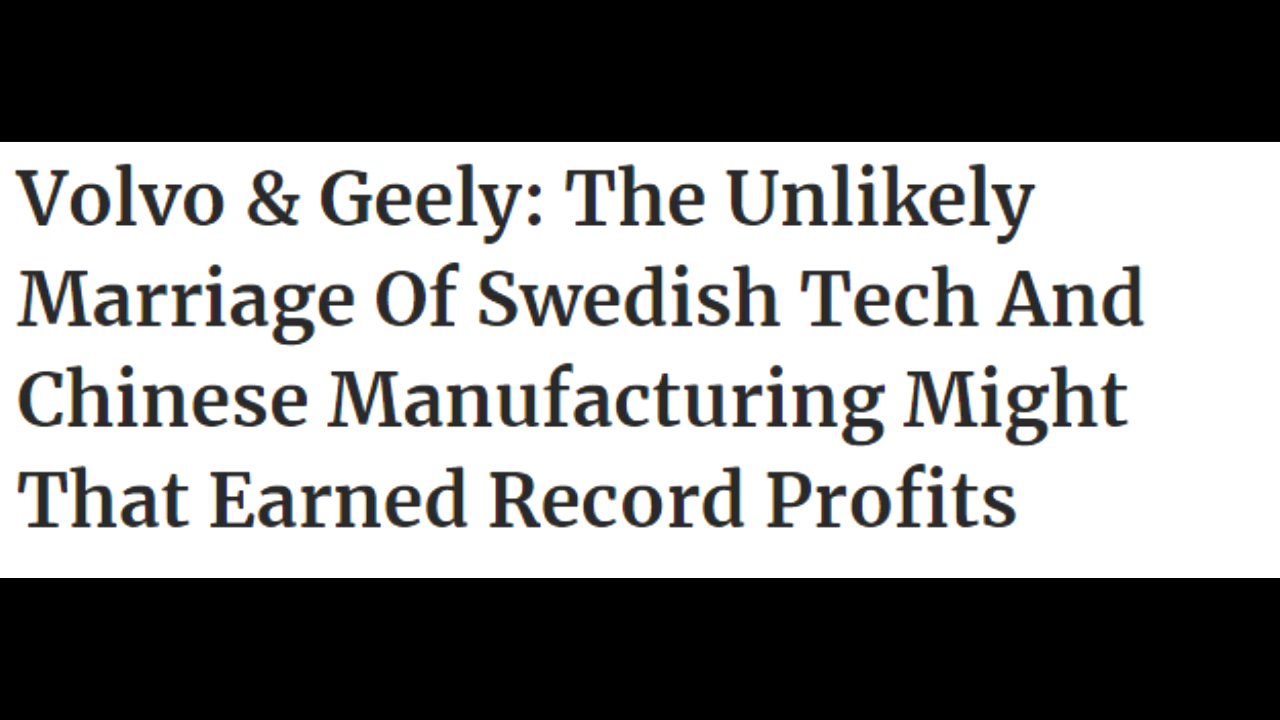 Volvo & Geely: The Unlikely
Marriage Of Swedish Tech And
Chinese Manufacturing Might
That Earned Record Profits